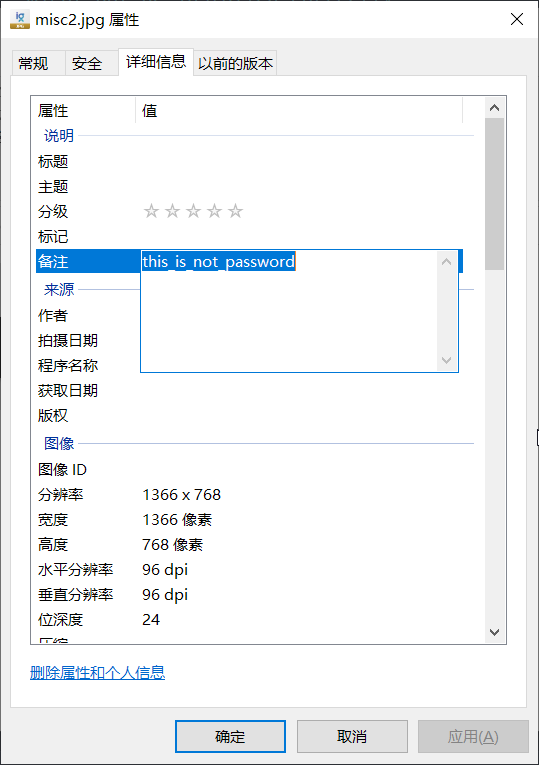 misc2.jpg 属性
常规 安全 详细信息 以前的版本
属性 值
说明
标题
主题
分级
标记
备注 this_is_not_password
来源
作者
拍摄日期
程序名称
获取日期
版权
图像
图像 ID
分辨率 1366 x 768
宽度 1366 像素
高度 768 像素
水平分辨率 96 dpi
垂直分辨率 96 dpi
位深度 24
删除属性和个人信息
确定 取消 应用(A)